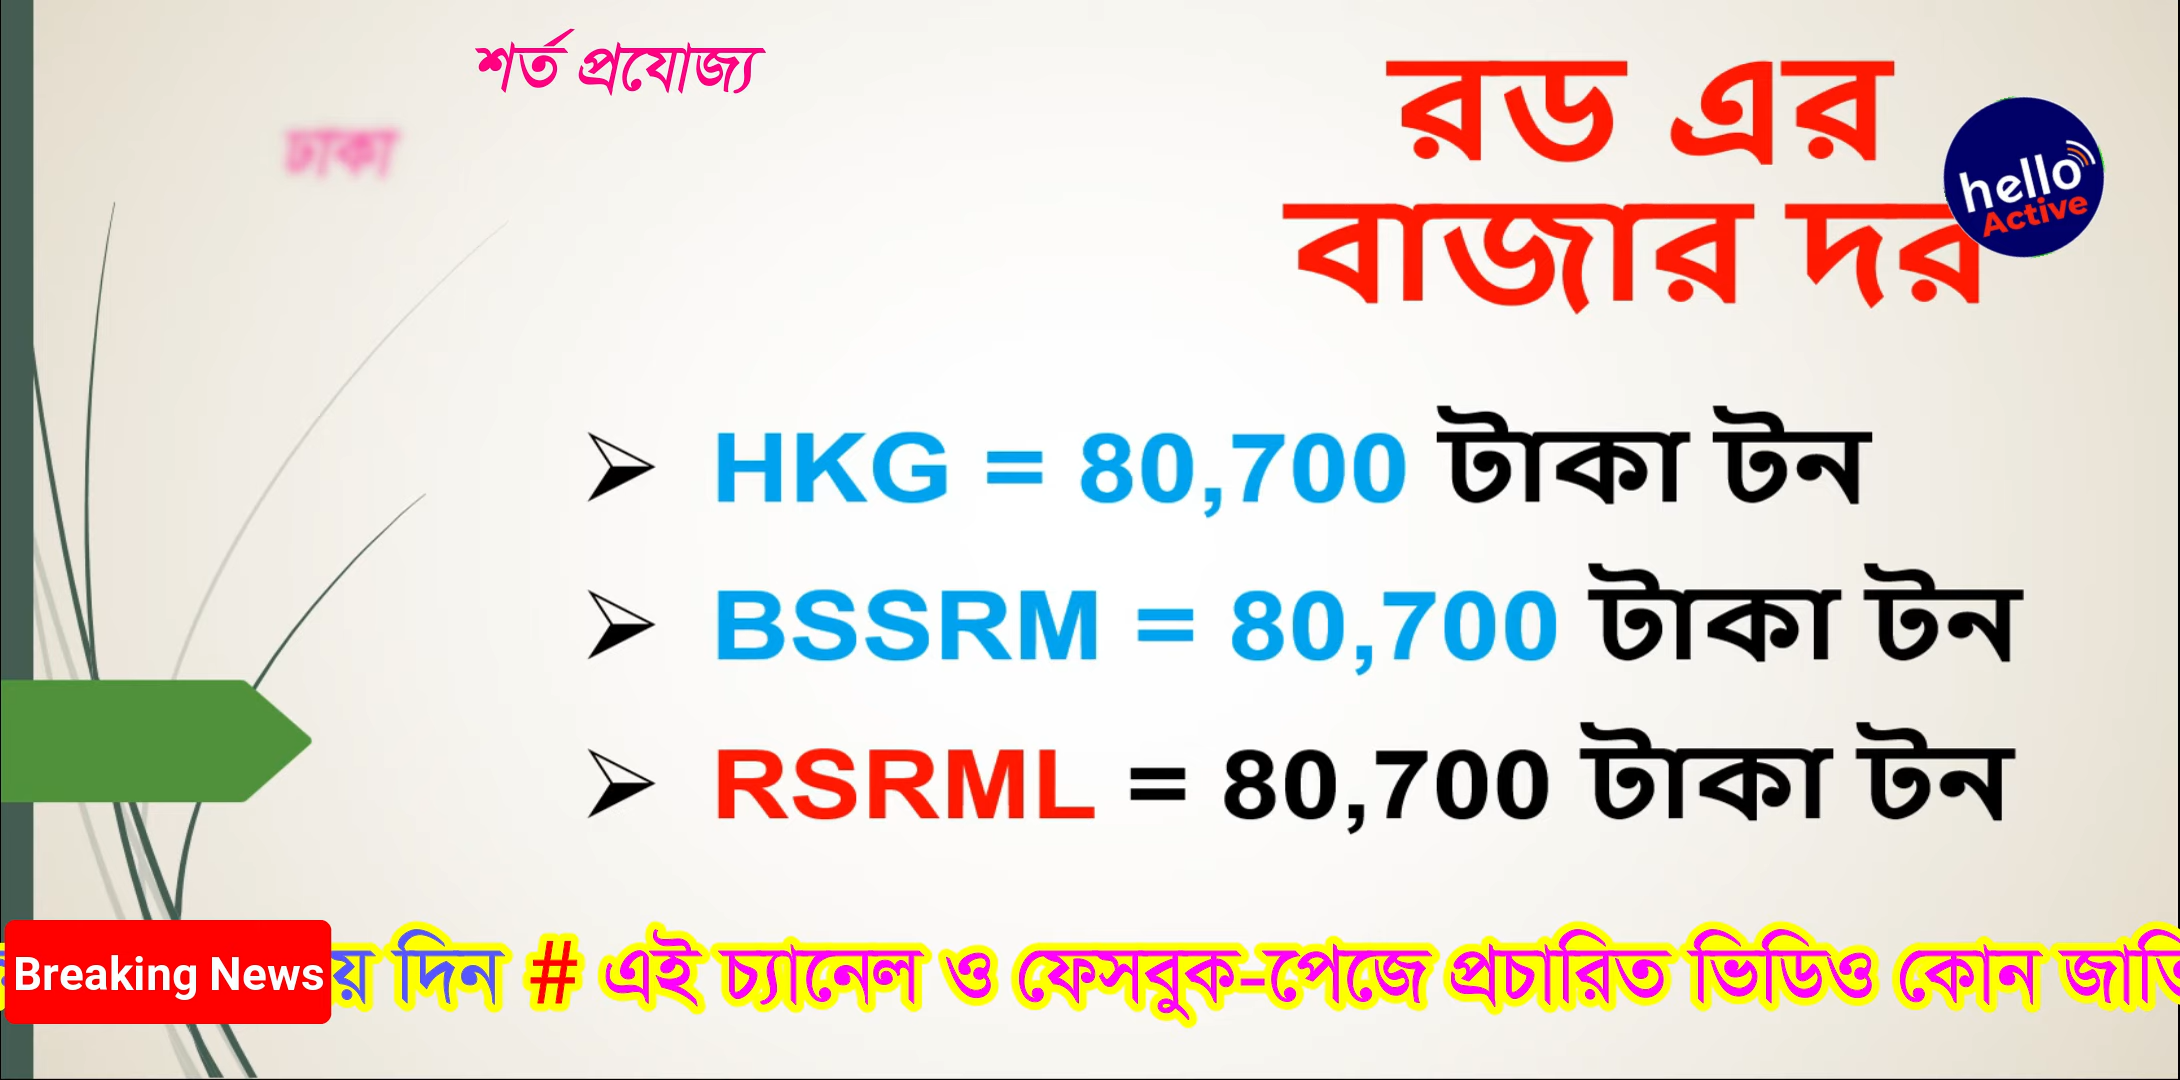 শর্ত প্রযোজ্য
ঢাকা
রড এর
বাজার দর
hello
Active
➢ HKG = 80,700 টাকা টন
➢ BSSRM = 80,700 টাকা টন
➢ RSRML = 80,700 টাকা টন
Breaking News য় দিন # এই চ্যানেল ও ফেসবুক-পেজে প্রচারিত ভিডিও কোন